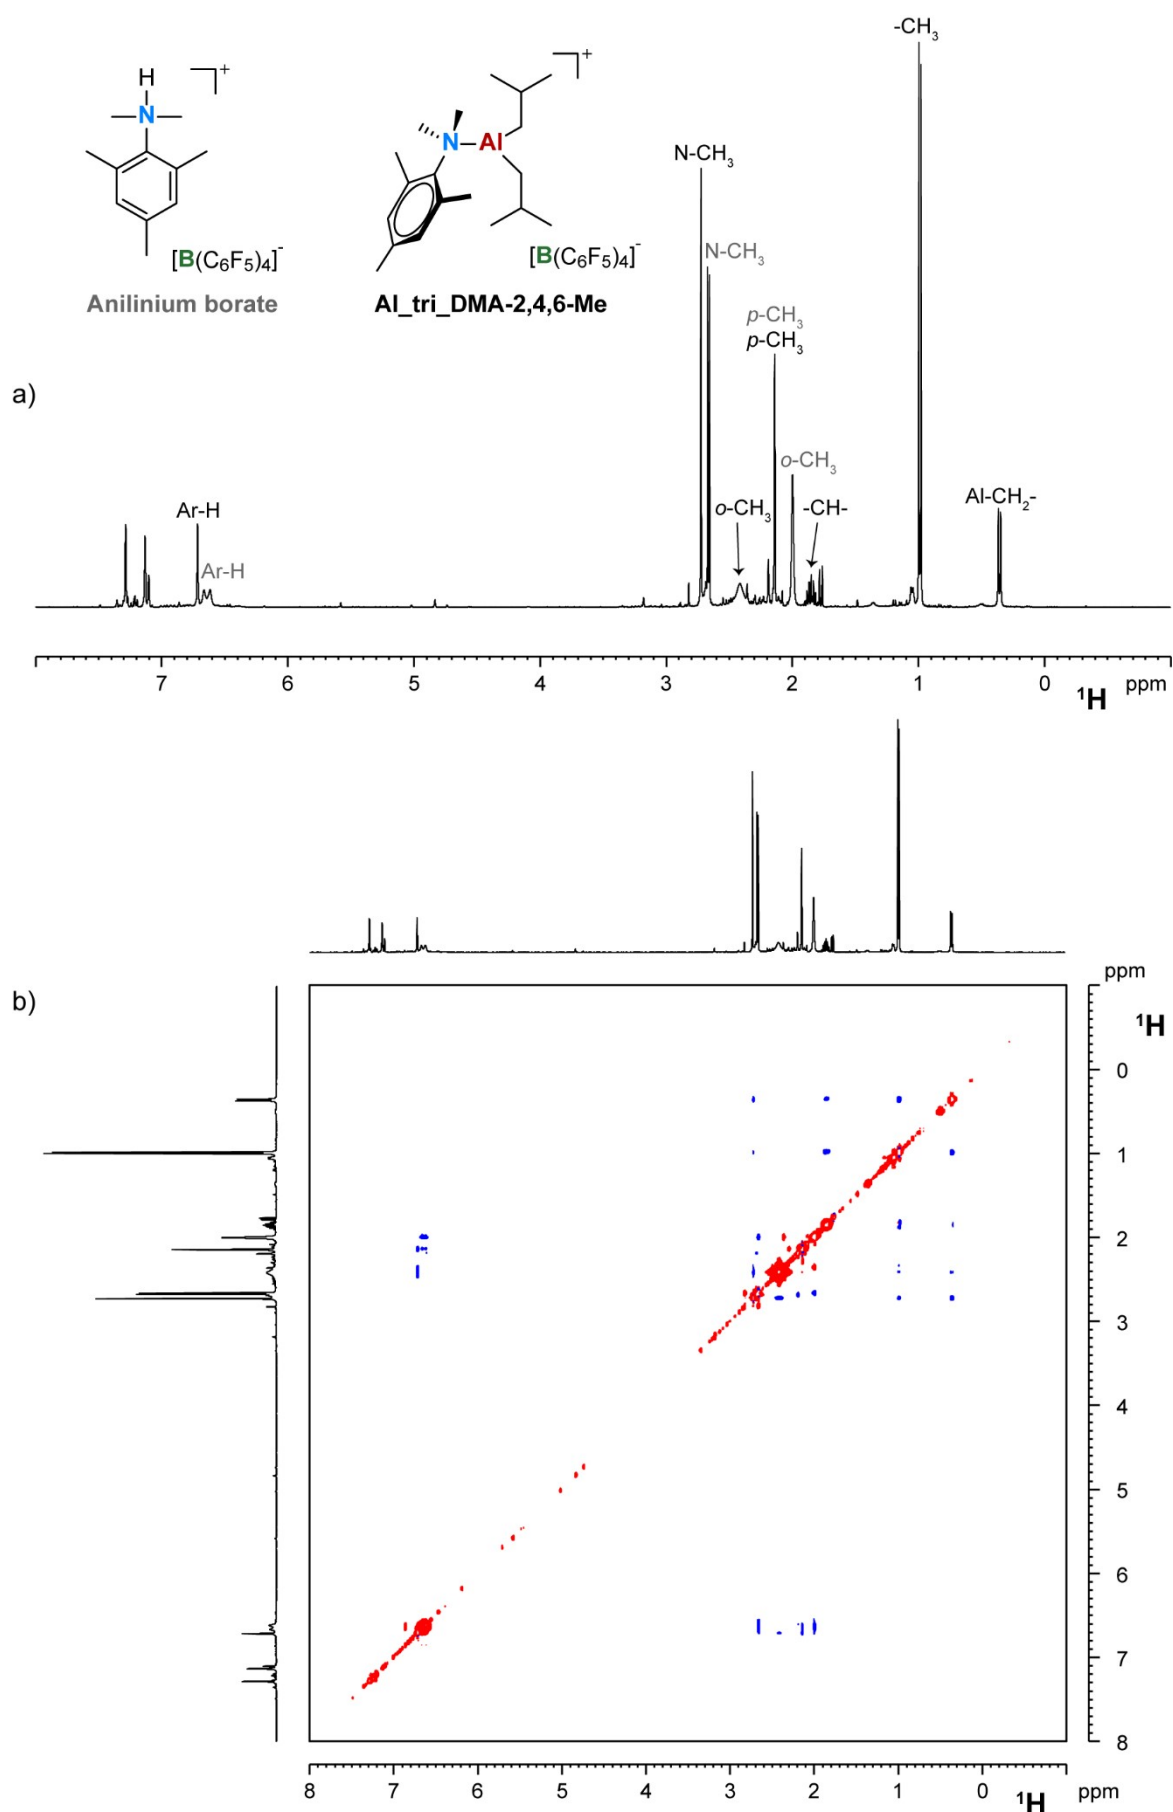 -CH3
H
N
+
[B(C6F5)4]-
Anilinium borate
N
Al
+
[B(C6F5)4]-
Al_tri_DMA-2,4,6-Me
N-CH3
N-CH3
p-CH3
p-CH3
a)
o-CH3
Ar-H
Ar-H
o-CH3
-CH-
Al-CH2-
7 6 5 4 3 2 1 0 ppm
1H
ppm
b)
1H
0
1
2
3
4
5
6
7
8
8 7 6 5 4 3 2 1 0 ppm
1H